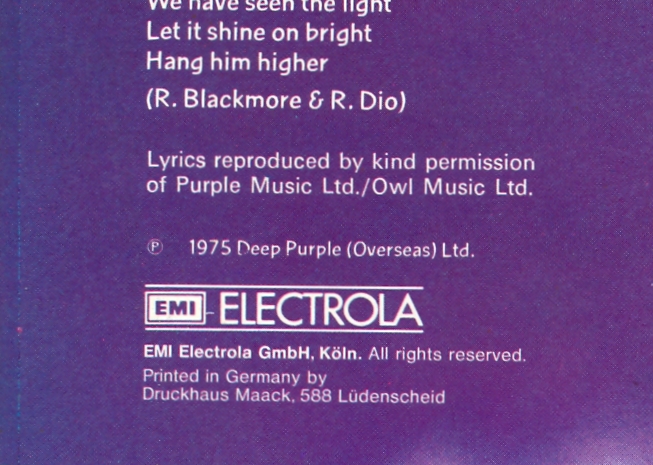 We have seen the light
Let it shine on bright
Hang him higher
(R. Blackmore & R. Dio)
Lyrics reproduced by kind permission
of Purple Music Ltd./Owl Music Ltd.
℗ 1975 Deep Purple (Overseas) Ltd.
EMI ELECTROLA
EMI Electrola GmbH, Köln. All rights reserved.
Printed in Germany by
Druckhaus Maack, 588 Lüdenscheid